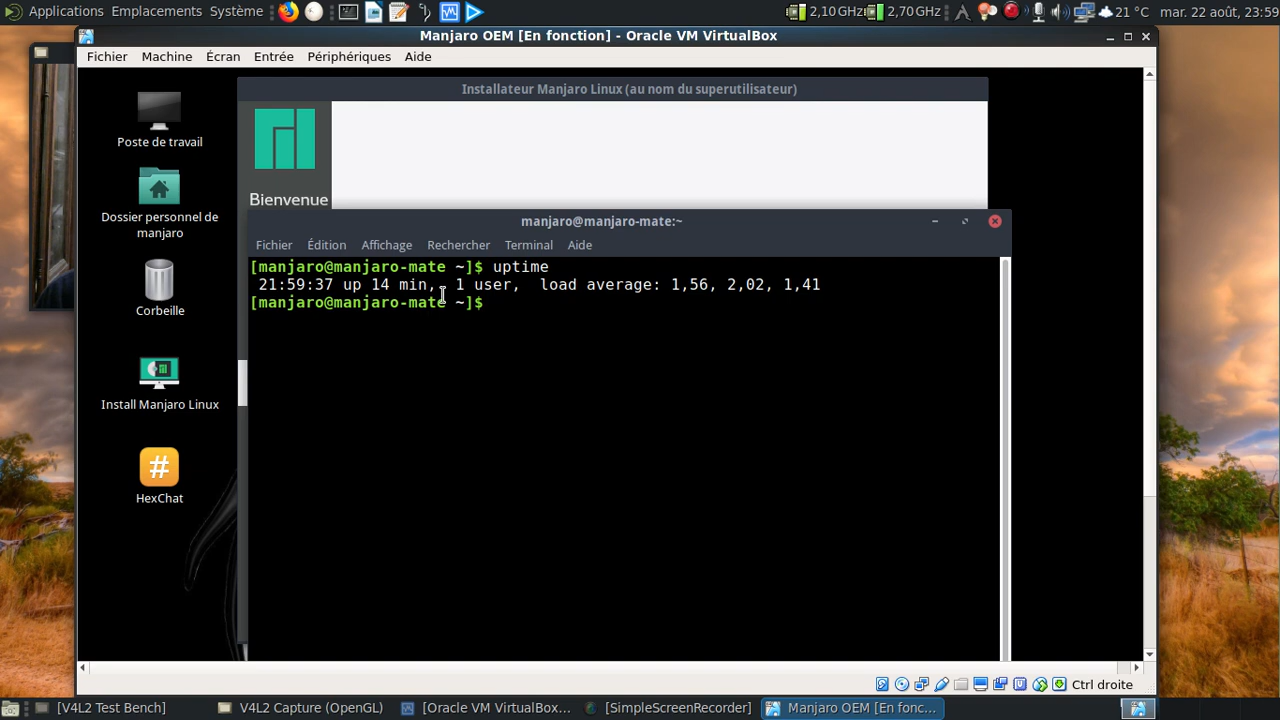 Applications Emplacements Système 2,10 GHz 2,70 GHz 21 °C mar. 22 août, 23:59
Manjaro OEM [En fonction] - Oracle VM VirtualBox
Fichier Machine Écran Entrée Périphériques Aide
Installateur Manjaro Linux (au nom du superutilisateur)
Poste de travail
Bienvenue
Dossier personnel de
manjaro
Corbeille
Install Manjaro Linux
#
HexChat
manjaro@manjaro-mate:~
Fichier Édition Affichage Rechercher Terminal Aide
[manjaro@manjaro-mate ~]$ uptime
21:59:37 up 14 min,  1 user,  load average: 1,56, 2,02, 1,41
[manjaro@manjaro-mate ~]$
Ctrl droite
[V4L2 Test Bench] V4L2 Capture (OpenGL) [Oracle VM VirtualBox... [SimpleScreenRecorder] Manjaro OEM [En fonc...